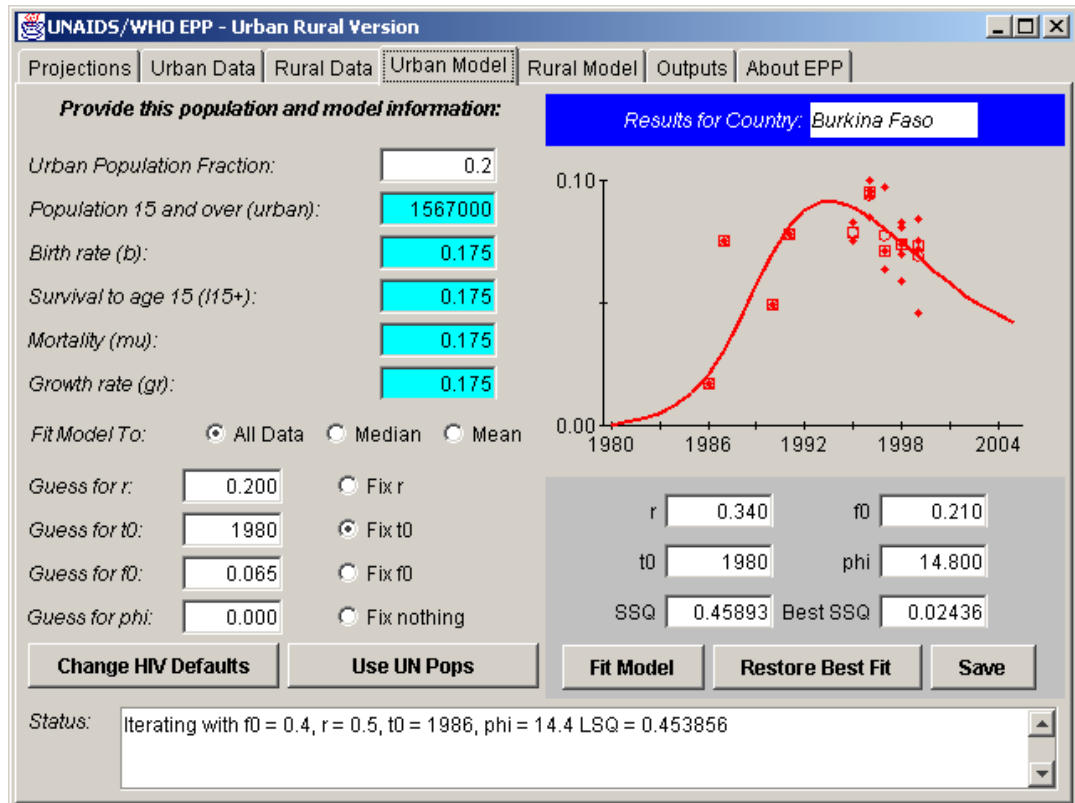 UNAIDS/WHO EPP - Urban Rural Version
Projections Urban Data Rural Data Urban Model Rural Model Outputs About EPP
Provide this population and model information:
Urban Population Fraction: 0.2
Population 15 and over (urban): 1567000
Birth rate (b): 0.175
Survival to age 15 (l15+): 0.175
Mortality (mu): 0.175
Growth rate (gr): 0.175
Fit Model To: All Data Median Mean
Guess for r: 0.200 Fix r
Guess for t0: 1980 Fix t0
Guess for f0: 0.065 Fix f0
Guess for phi: 0.000 Fix nothing
Change HIV Defaults Use UN Pops
Results for Country: Burkina Faso
0.10
0.00
1980 1986 1992 1998 2004
r 0.340 f0 0.210
t0 1980 phi 14.800
SSQ 0.45893 Best SSQ 0.02436
Fit Model Restore Best Fit Save
Status: Iterating with f0 = 0.4, r = 0.5, t0 = 1986, phi = 14.4 LSQ = 0.453856